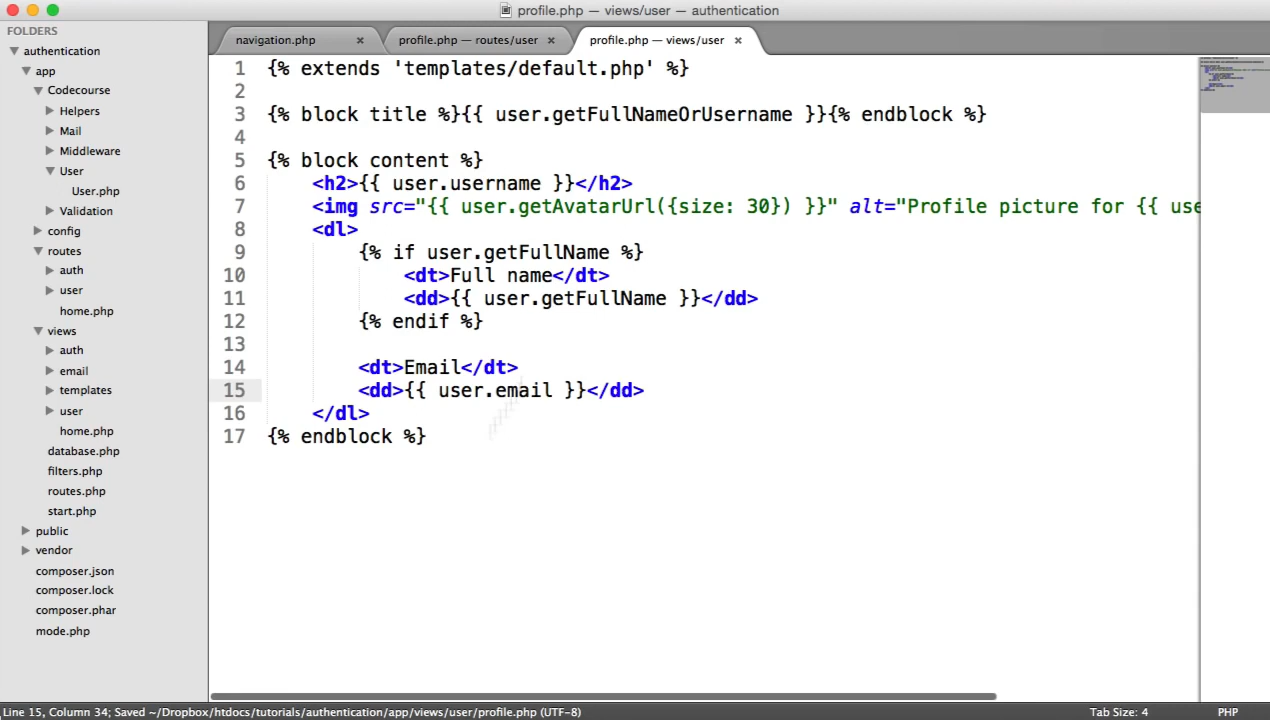 profile.php — views/user — authentication
FOLDERS
authentication
app
Codecourse
Helpers
Mail
Middleware
User
User.php
Validation
config
routes
auth
user
home.php
views
auth
email
templates
user
home.php
database.php
filters.php
routes.php
start.php
public
vendor
composer.json
composer.lock
composer.phar
mode.php
navigation.php ×
profile.php — routes/user ×
profile.php — views/user ×
1 {% extends 'templates/default.php' %}
2
3 {% block title %}{{ user.getFullNameOrUsername }}{% endblock %}
4
5 {% block content %}
6 <h2>{{ user.username }}</h2>
7 <img src="{{ user.getAvatarUrl({size: 30}) }}" alt="Profile picture for {{ use
8 <dl>
9 {% if user.getFullName %}
10 <dt>Full name</dt>
11 <dd>{{ user.getFullName }}</dd>
12 {% endif %}
13
14 <dt>Email</dt>
15 <dd>{{ user.email }}</dd>
16 </dl>
17 {% endblock %}
Line 15, Column 34; Saved ~/Dropbox/htdocs/tutorials/authentication/app/views/user/profile.php (UTF-8)
Tab Size: 4
PHP